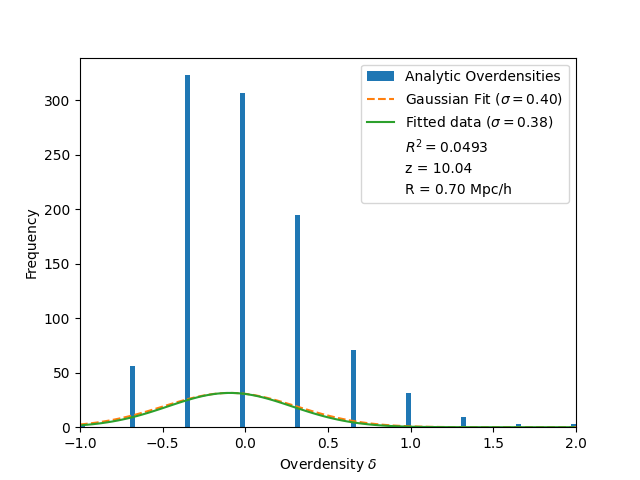 Analytic Overdensities
Gaussian Fit (σ = 0.40)
Fitted data (σ = 0.38)
R² = 0.0493
z = 10.04
R = 0.70 Mpc/h
Frequency
300
250
200
150
100
50
0
−1.0 −0.5 0.0 0.5 1.0 1.5 2.0
Overdensity δ